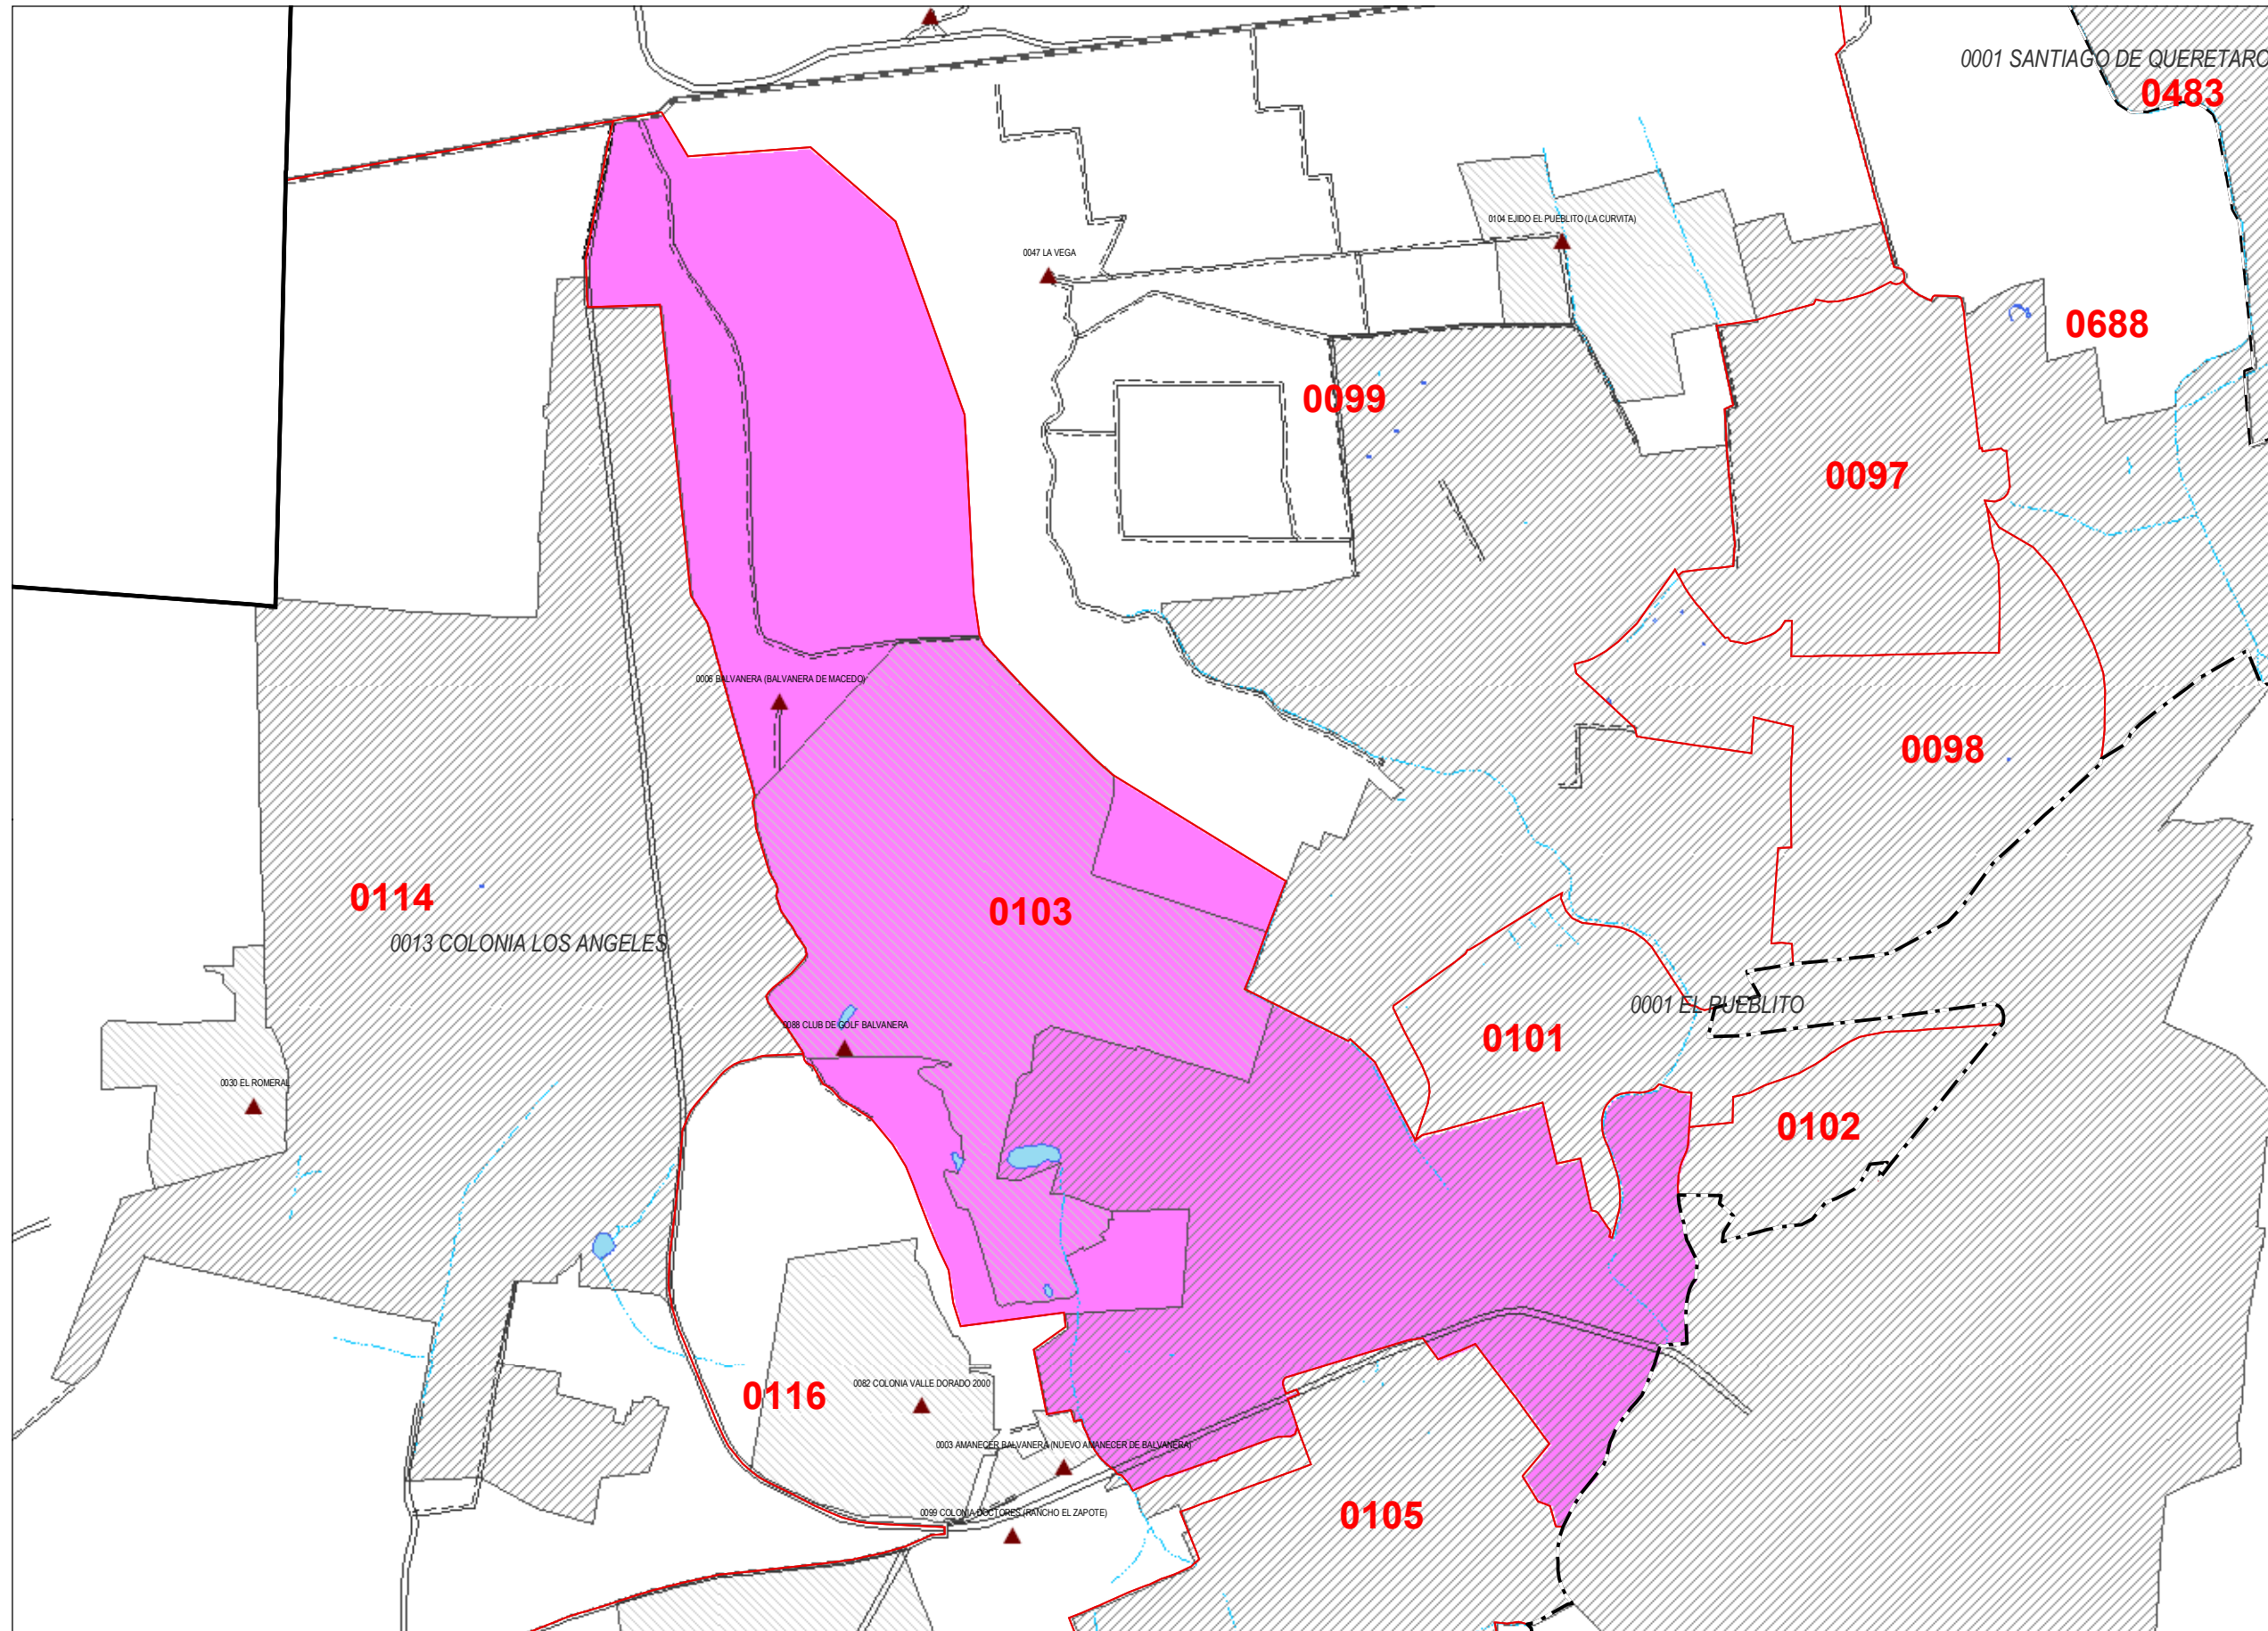 0001 SANTIAGO DE QUERETARO
0483
0104 EJIDO EL PUEBLITO (LA CURVITA)
0047 LA VEGA
0688
0099
0097
0006 BALVANERA (BALVANERA DE MACEDO)
0098
0114
0103
0013 COLONIA LOS ANGELES
0001 EL PUEBLITO
0088 CLUB DE GOLF BALVANERA
0101
0030 EL ROMERAL
0102
0082 COLONIA VALLE DORADO 2000
0116
0003 AMANECER BALVANERA (NUEVO AMANECER DE BALVANERA)
0099 COLONIA DOCTORES (RANCHO EL ZAPOTE)
0105